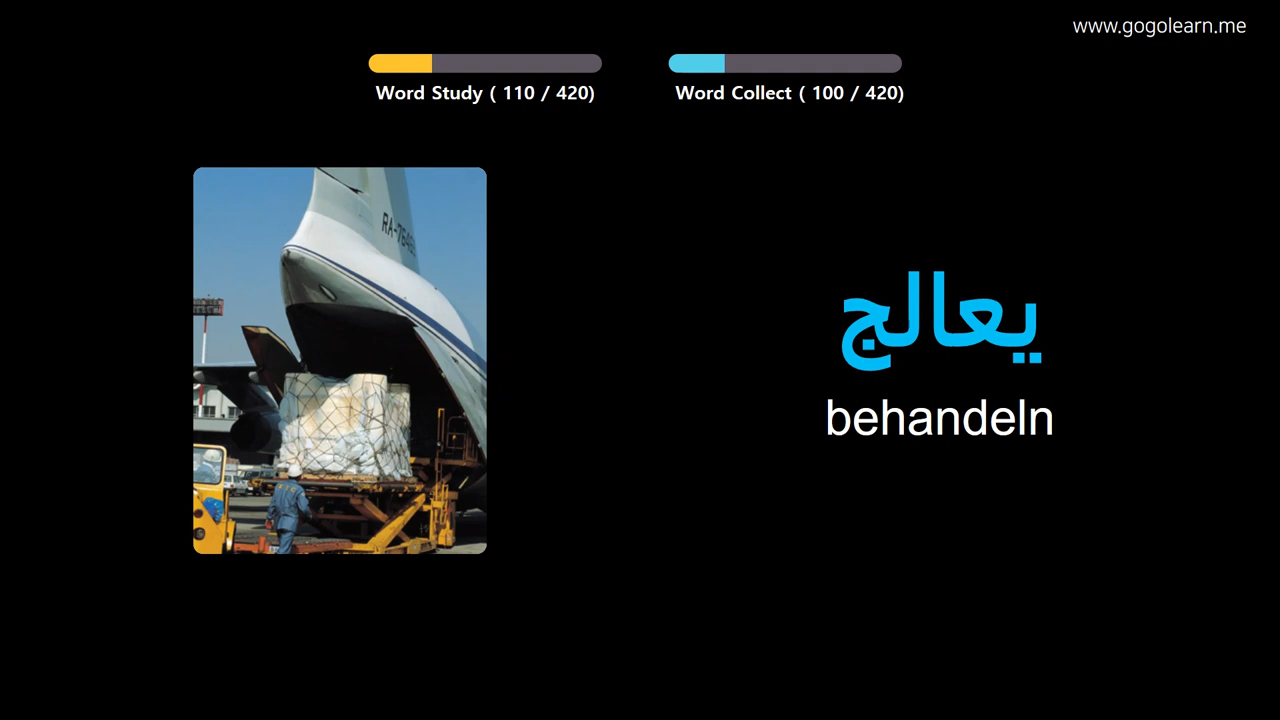 www.gogolearn.me
Word Study ( 110 / 420)
Word Collect ( 100 / 420)
يعالج
behandeln